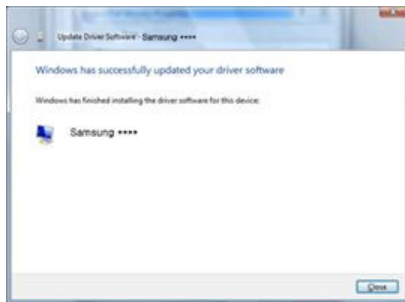 Update Driver Software - Samsung ****
Windows has successfully updated your driver software
Windows has finished installing the driver software for this device:
Samsung ****
Close